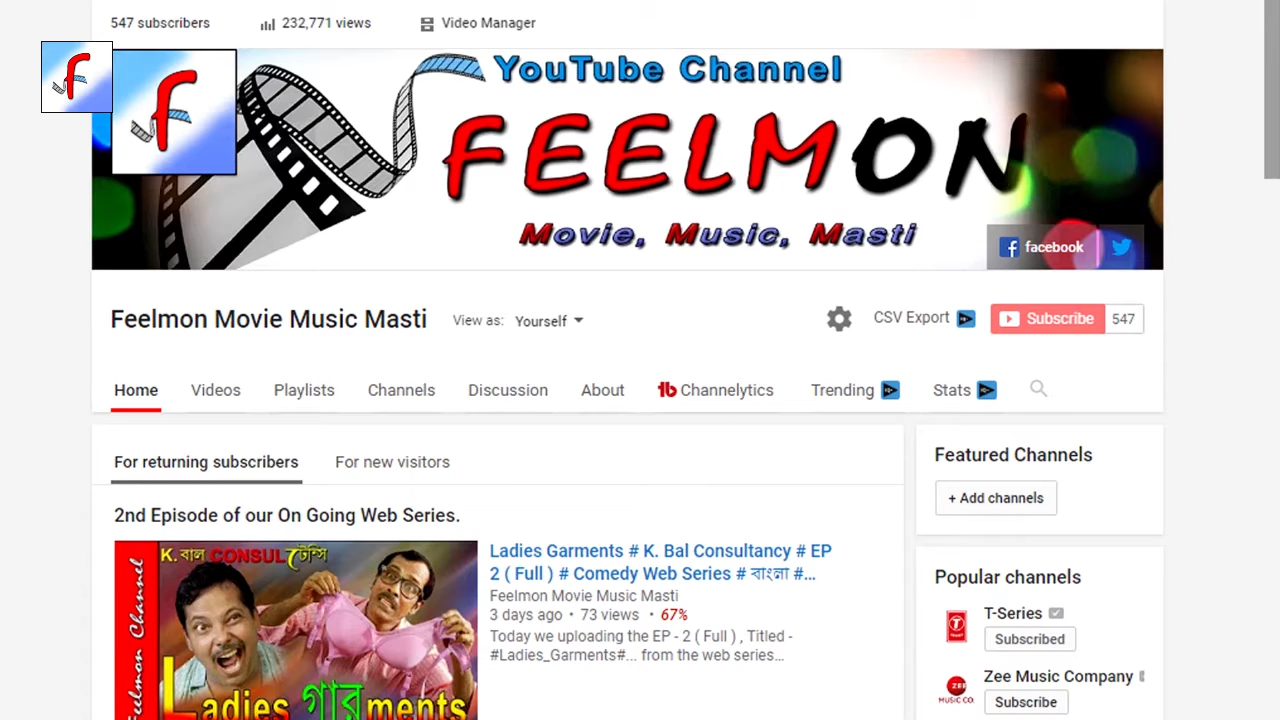 547 subscribers
232,771 views
Video Manager
f
f
YouTube Channel
FEELMON
Movie, Music, Masti
facebook
Feelmon Movie Music Masti
View as: Yourself
CSV Export
Subscribe 547
Home
Videos
Playlists
Channels
Discussion
About
Channelytics
Trending
Stats
For returning subscribers
For new visitors
Featured Channels
+ Add channels
2nd Episode of our On Going Web Series.
K. বাল CONSULটেন্সি
Feelmon Channel
Ladies গারments
Ladies Garments # K. Bal Consultancy # EP
2 ( Full ) # Comedy Web Series # বাংলা #...
Feelmon Movie Music Masti
3 days ago • 73 views • 67%
Today we uploading the EP - 2 ( Full ) , Titled -
#Ladies_Garments#... from the web series...
Popular channels
T-Series
Subscribed
Zee Music Company
ZEE
MUSIC CO.
Subscribe